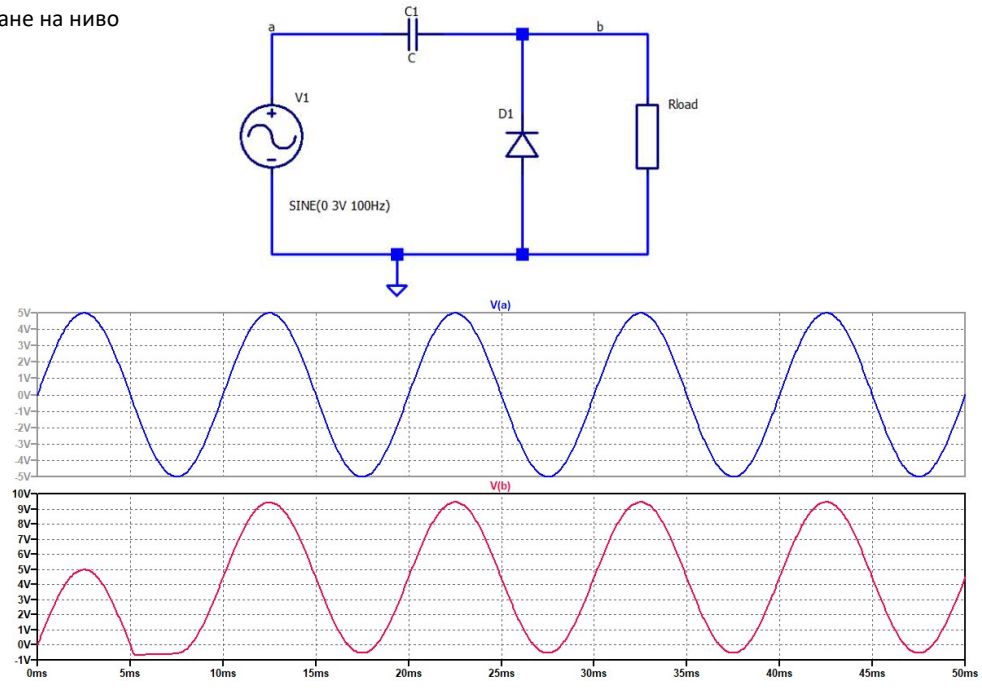 ане на ниво
C1
a
b
C
V1
D1
Rload
SINE(0 3V 100Hz)
V(a)
5V
4V
3V
2V
1V
0V
-1V
-2V
-3V
-4V
-5V
V(b)
10V
9V
8V
7V
6V
5V
4V
3V
2V
1V
0V
-1V
0ms 5ms 10ms 15ms 20ms 25ms 30ms 35ms 40ms 45ms 50ms